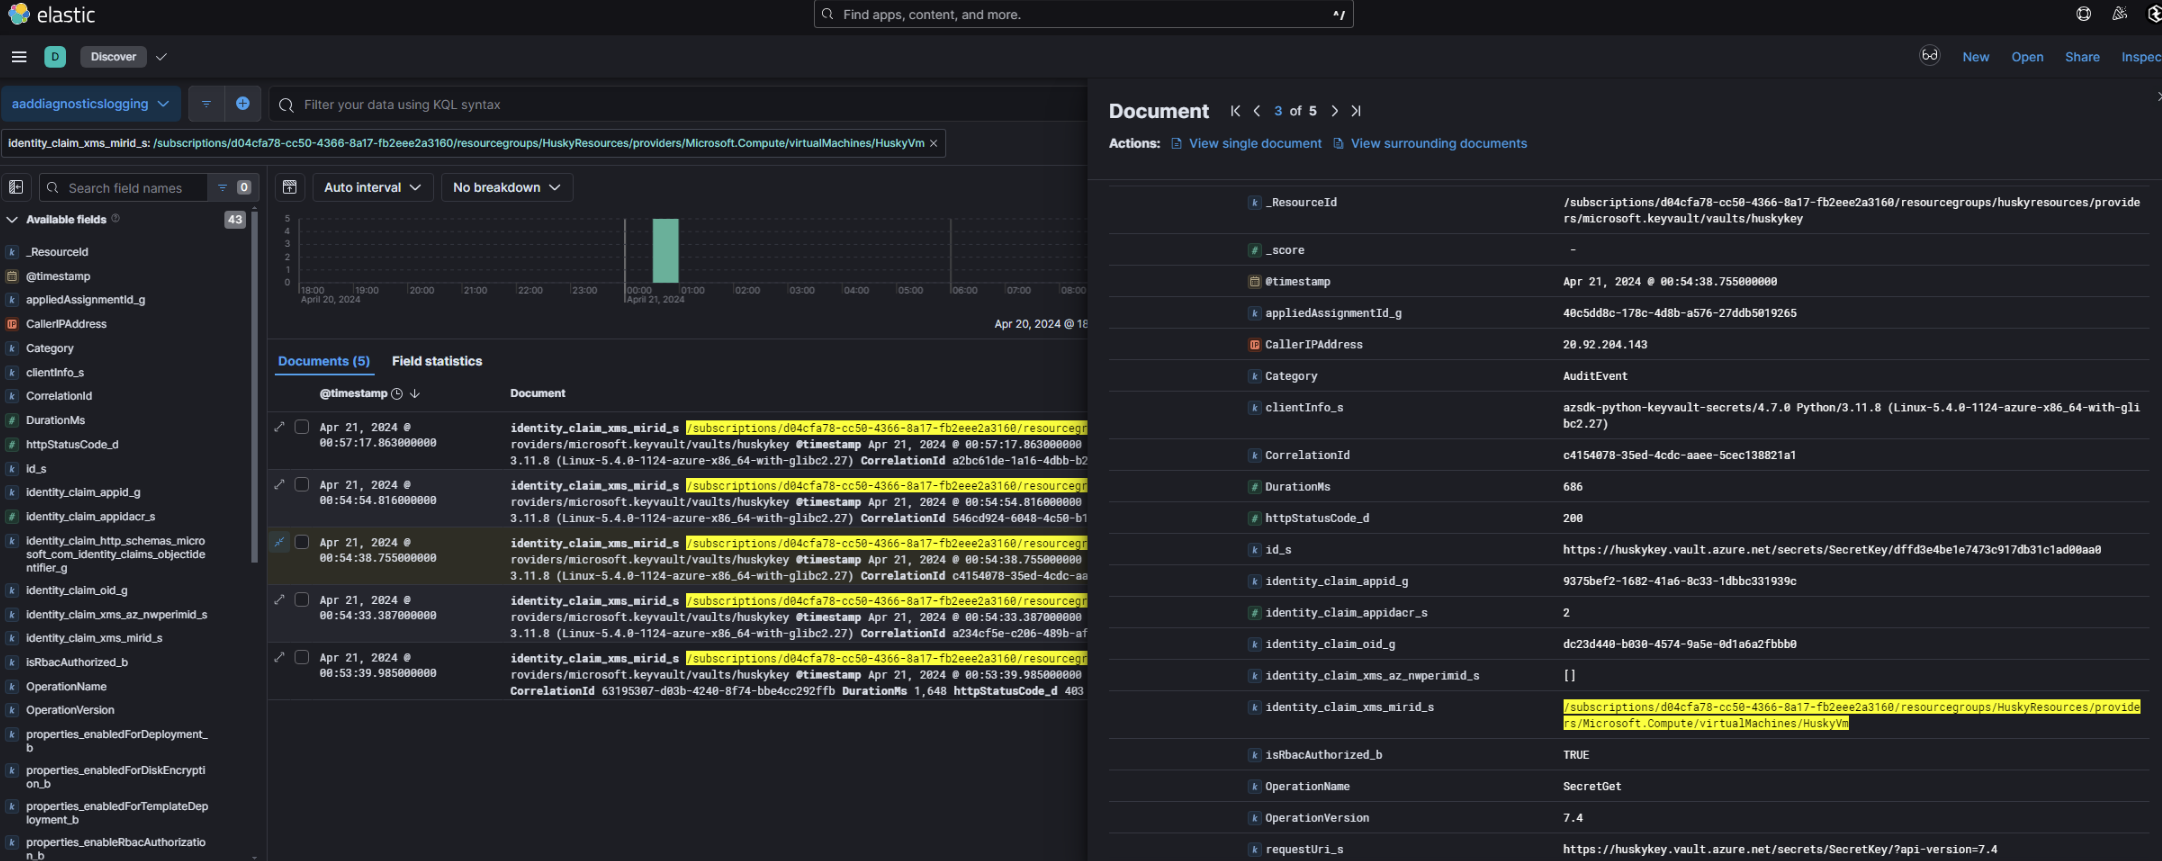 elastic
Find apps, content, and more.
^/
D
Discover
New
Open
Share
Inspec
aaddiagnosticslogging
Filter your data using KQL syntax
identity_claim_xms_mirid_s: /subscriptions/d04cfa78-cc50-4366-8a17-fb2eee2a3160/resourcegroups/HuskyResources/providers/Microsoft.Compute/virtualMachines/HuskyVm
Search field names
0
Available fields
43
_ResourceId
@timestamp
appliedAssignmentId_g
CallerIPAddress
Category
clientInfo_s
CorrelationId
DurationMs
httpStatusCode_d
id_s
identity_claim_appid_g
identity_claim_appidacr_s
identity_claim_http_schemas_micro
soft_com_identity_claims_objectide
ntifier_g
identity_claim_oid_g
identity_claim_xms_az_nwperimid_s
identity_claim_xms_mirid_s
isRbacAuthorized_b
OperationName
OperationVersion
properties_enabledForDeployment_
b
properties_enabledForDiskEncrypti
on_b
properties_enabledForTemplateDep
loyment_b
properties_enableRbacAuthorizatio
n_b
Auto interval
No breakdown
5
4
3
2
1
0
18:00 19:00 20:00 21:00 22:00 23:00 00:00 01:00 02:00 03:00 04:00 05:00 06:00 07:00 08:00
April 20, 2024 April 21, 2024
Apr 20, 2024 @ 18
Documents (5)
Field statistics
@timestamp
Document
Apr 21, 2024 @
00:57:17.863000000
identity_claim_xms_mirid_s /subscriptions/d04cfa78-cc50-4366-8a17-fb2eee2a3160/resourcegr
roviders/microsoft.keyvault/vaults/huskykey @timestamp Apr 21, 2024 @ 00:57:17.863000000
3.11.8 (Linux-5.4.0-1124-azure-x86_64-with-glibc2.27) CorrelationId a2bc61de-1a16-4dbb-b2
Apr 21, 2024 @
00:54:54.816000000
identity_claim_xms_mirid_s /subscriptions/d04cfa78-cc50-4366-8a17-fb2eee2a3160/resourcegr
roviders/microsoft.keyvault/vaults/huskykey @timestamp Apr 21, 2024 @ 00:54:54.816000000
3.11.8 (Linux-5.4.0-1124-azure-x86_64-with-glibc2.27) CorrelationId 546cd924-6048-4c50-b1
Apr 21, 2024 @
00:54:38.755000000
identity_claim_xms_mirid_s /subscriptions/d04cfa78-cc50-4366-8a17-fb2eee2a3160/resourcegr
roviders/microsoft.keyvault/vaults/huskykey @timestamp Apr 21, 2024 @ 00:54:38.755000000
3.11.8 (Linux-5.4.0-1124-azure-x86_64-with-glibc2.27) CorrelationId c4154078-35ed-4cdc-aa
Apr 21, 2024 @
00:54:33.387000000
identity_claim_xms_mirid_s /subscriptions/d04cfa78-cc50-4366-8a17-fb2eee2a3160/resourcegr
roviders/microsoft.keyvault/vaults/huskykey @timestamp Apr 21, 2024 @ 00:54:33.387000000
3.11.8 (Linux-5.4.0-1124-azure-x86_64-with-glibc2.27) CorrelationId a234cf5e-c206-489b-af
Apr 21, 2024 @
00:53:39.985000000
identity_claim_xms_mirid_s /subscriptions/d04cfa78-cc50-4366-8a17-fb2eee2a3160/resourcegr
roviders/microsoft.keyvault/vaults/huskykey @timestamp Apr 21, 2024 @ 00:53:39.985000000
CorrelationId 63195307-d03b-4240-8f74-bbe4cc292ffb DurationMs 1,648 httpStatusCode_d 403
Document
3 of 5
Actions: View single document View surrounding documents
_ResourceId /subscriptions/d04cfa78-cc50-4366-8a17-fb2eee2a3160/resourcegroups/huskyresources/provide
rs/microsoft.keyvault/vaults/huskykey
_score -
@timestamp Apr 21, 2024 @ 00:54:38.755000000
appliedAssignmentId_g 40c5dd8c-178c-4d8b-a576-27ddb5019265
CallerIPAddress 20.92.204.143
Category AuditEvent
clientInfo_s azsdk-python-keyvault-secrets/4.7.0 Python/3.11.8 (Linux-5.4.0-1124-azure-x86_64-with-gli
bc2.27)
CorrelationId c4154078-35ed-4cdc-aaee-5cec138821a1
DurationMs 686
httpStatusCode_d 200
id_s https://huskykey.vault.azure.net/secrets/SecretKey/dffd3e4be1e7473c917db31c1ad00aa0
identity_claim_appid_g 9375bef2-1682-41a6-8c33-1dbbc331939c
identity_claim_appidacr_s 2
identity_claim_oid_g dc23d440-b030-4574-9a5e-0d1a6a2fbbb0
identity_claim_xms_az_nwperimid_s []
identity_claim_xms_mirid_s /subscriptions/d04cfa78-cc50-4366-8a17-fb2eee2a3160/resourcegroups/HuskyResources/provide
rs/Microsoft.Compute/virtualMachines/HuskyVm
isRbacAuthorized_b TRUE
OperationName SecretGet
OperationVersion 7.4
requestUri_s https://huskykey.vault.azure.net/secrets/SecretKey/?api-version=7.4